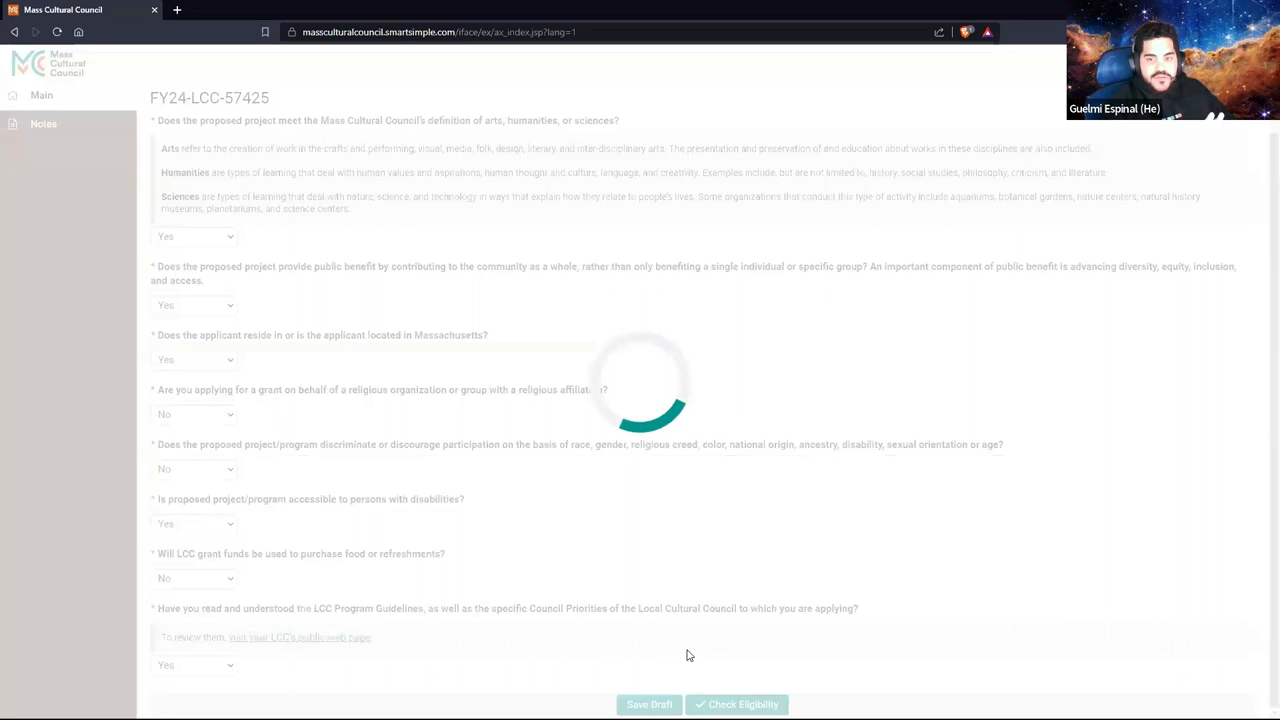 Mass Cultural Council
massculturalcouncil.smartsimple.com/iface/ex/ax_index.jsp?lang=1
Guelmi Espinal (He)
MC Mass
Cultural
Council
Main
Notes
FY24-LCC-57425
* Does the proposed project meet the Mass Cultural Council's definition of arts, humanities, or sciences?
Arts refer to the creation of work in the crafts and performing, visual, media, folk, design, literary, and inter-disciplinary arts. The presentation and preservation of and education about works in these disciplines are also included.
Humanities are types of learning that deal with human values and aspirations, human thought and culture, language, and creativity. Examples include, but are not limited to, history, social studies, philosophy, criticism, and literature.
Sciences are types of learning that deal with nature, science, and technology in ways that explain how they relate to people's lives. Some organizations that conduct this type of activity include aquariums, botanical gardens, nature centers, natural history
museums, planetariums, and science centers.
Yes
* Does the proposed project provide public benefit by contributing to the community as a whole, rather than only benefiting a single individual or specific group? An important component of public benefit is advancing diversity, equity, inclusion,
and access.
Yes
* Does the applicant reside in or is the applicant located in Massachusetts?
Yes
* Are you applying for a grant on behalf of a religious organization or group with a religious affiliation?
No
* Does the proposed project/program discriminate or discourage participation on the basis of race, gender, religious creed, color, national origin, ancestry, disability, sexual orientation or age?
No
* Is proposed project/program accessible to persons with disabilities?
Yes
* Will LCC grant funds be used to purchase food or refreshments?
No
* Have you read and understood the LCC Program Guidelines, as well as the specific Council Priorities of the Local Cultural Council to which you are applying?
To review them, visit your LCC's public web page.
Yes
Save Draft
Check Eligibility